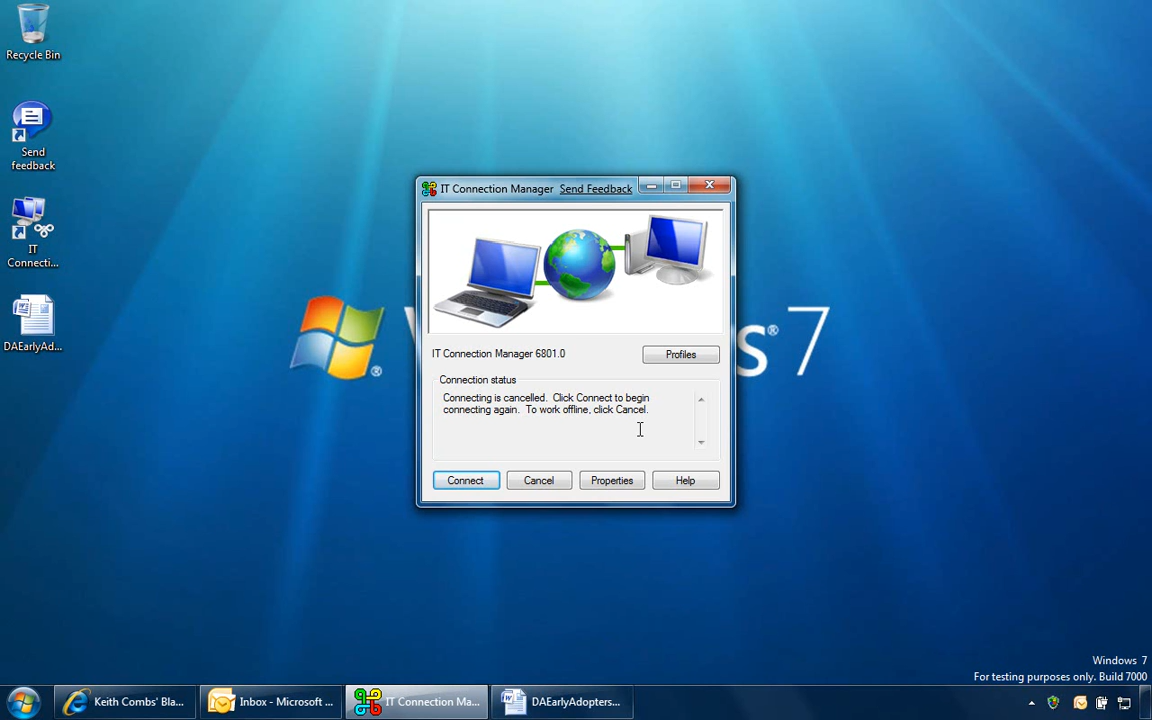 Recycle Bin
Send
feedback
IT
Connecti...
DAEarlyAd...
IT Connection Manager Send Feedback
IT Connection Manager 6801.0
Profiles
Connection status
Connecting is cancelled. Click Connect to begin
connecting again. To work offline, click Cancel.
Connect Cancel Properties Help
s® 7
Windows 7
For testing purposes only. Build 7000
Keith Combs' Bla... Inbox - Microsoft ... IT Connection Ma... DAEarlyAdopters...